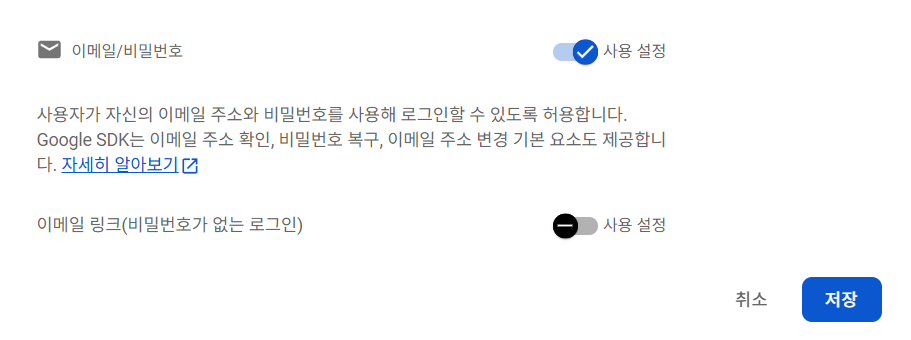 이메일/비밀번호
사용 설정
사용자가 자신의 이메일 주소와 비밀번호를 사용해 로그인할 수 있도록 허용합니다.
Google SDK는 이메일 주소 확인, 비밀번호 복구, 이메일 주소 변경 기본 요소도 제공합니
다. 자세히 알아보기
이메일 링크(비밀번호가 없는 로그인)
사용 설정
취소
저장